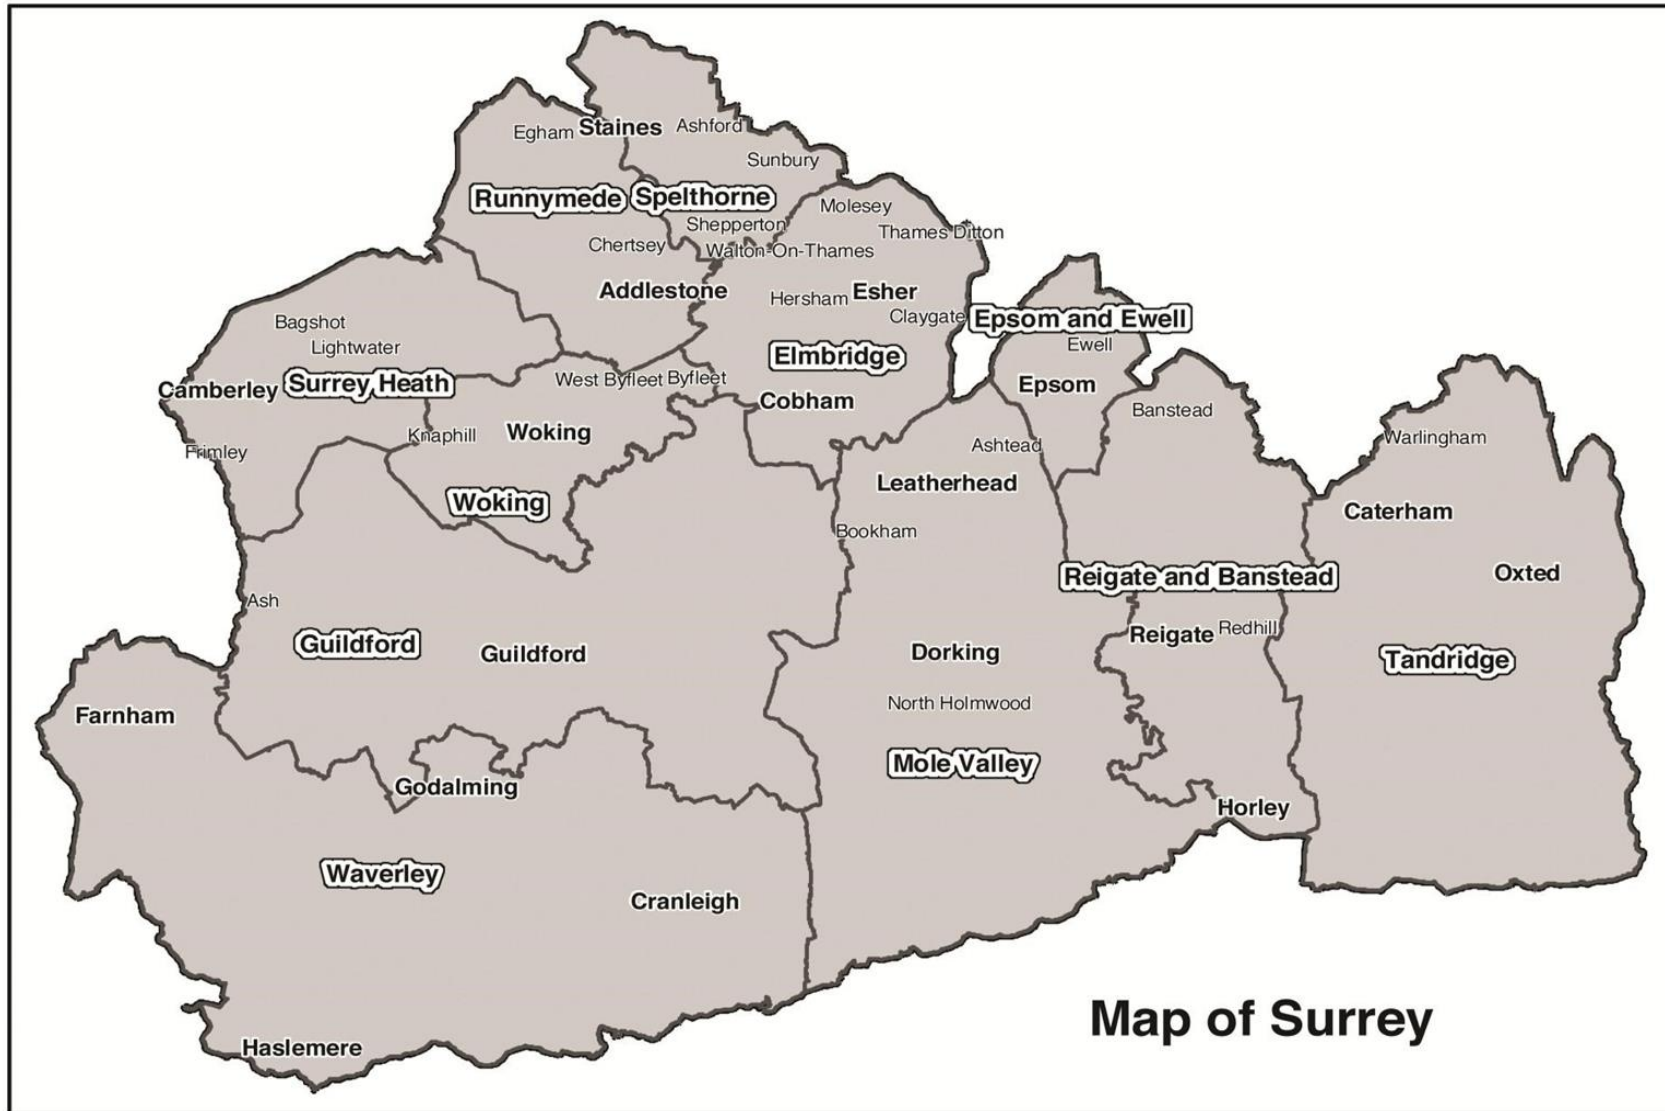 Egham
Staines
Ashford
Sunbury
Runnymede
Spelthorne
Molesey
Shepperton
Thames Ditton
Chertsey
Walton-On-Thames
Addlestone
Hersham
Esher
Claygate
Epsom and Ewell
Bagshot
Lightwater
Ewell
Elmbridge
Camberley
Surrey Heath
West Byfleet
Byfleet
Epsom
Cobham
Banstead
Knaphill
Woking
Frimley
Ashtead
Warlingham
Leatherhead
Woking
Caterham
Bookham
Oxted
Reigate and Banstead
Ash
Guildford
Guildford
Reigate
Redhill
Dorking
Tandridge
North Holmwood
Farnham
Mole Valley
Godalming
Horley
Waverley
Cranleigh
Map of Surrey
Haslemere